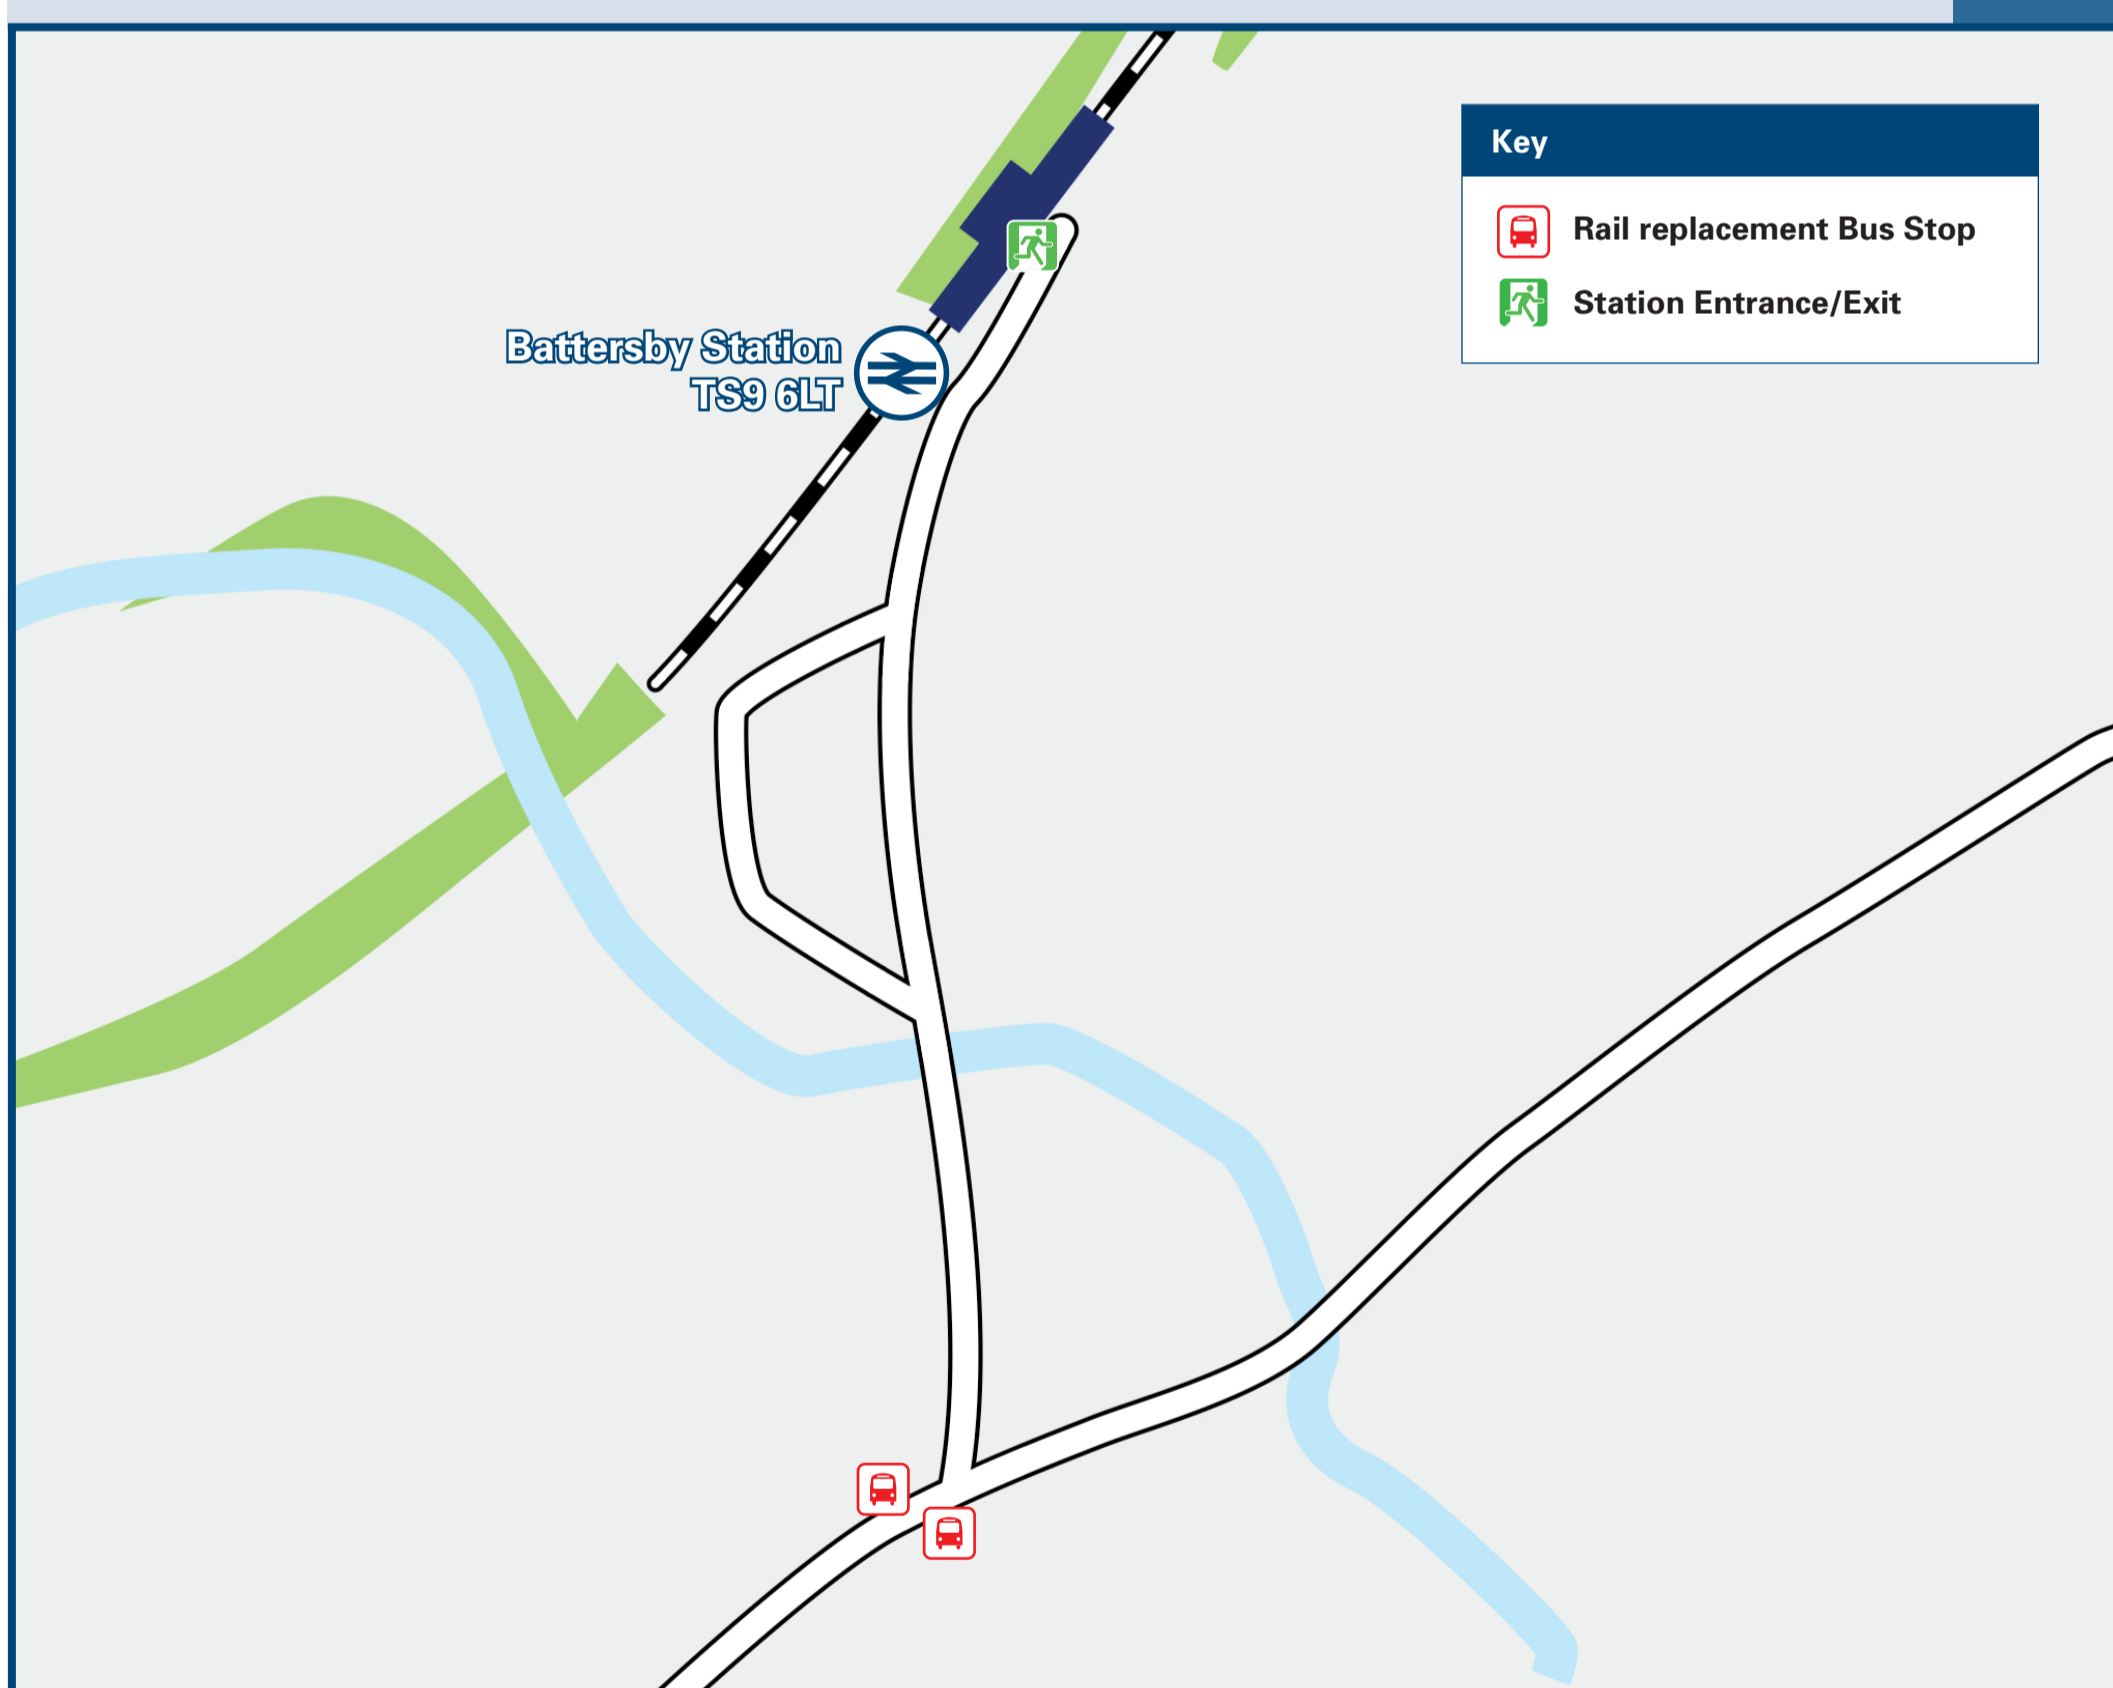 Key
Rail replacement Bus Stop
Station Entrance/Exit
Battersby Station
TS9 6LT